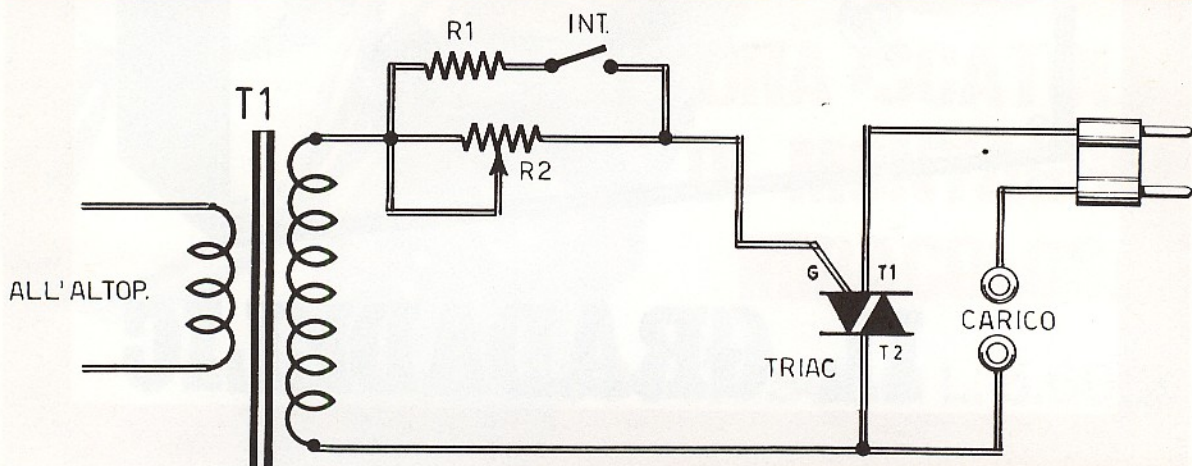 R1
INT.
T1
R2
ALL'ALTOP.
G
T1
CARICO
TRIAC
T2